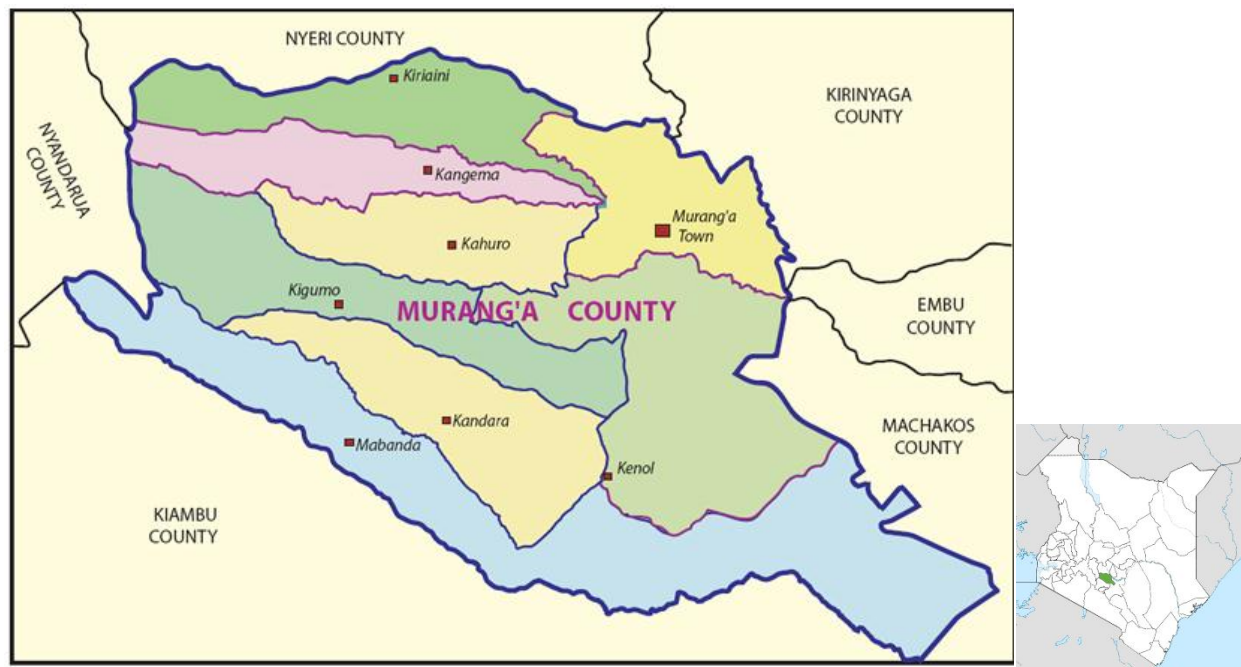 NYERI COUNTY
Kiriaini
KIRINYAGA
COUNTY
NYANDARUA
COUNTY
Kangema
Murang'a
Town
Kahuro
Kigumo
MURANG'A COUNTY
EMBU
COUNTY
Kandara
MACHAKOS
COUNTY
Mabanda
Kenol
KIAMBU
COUNTY